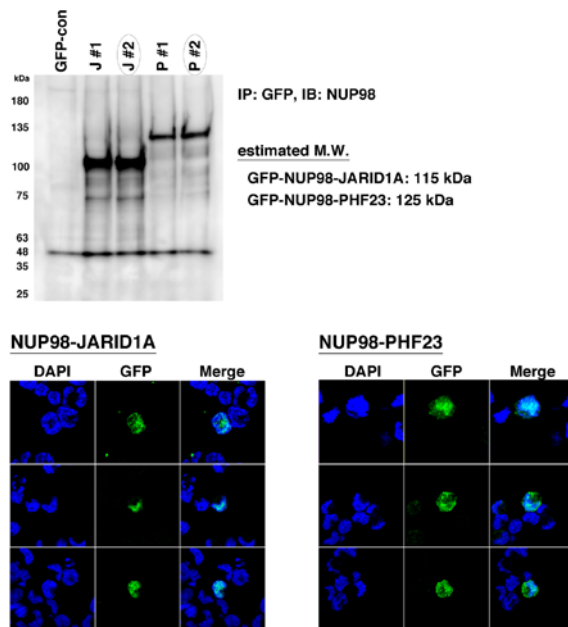 GFP-con
J #1
J #2
P #1
P #2
kDa
180
135
100
75
63
48
35
25
IP: GFP, IB: NUP98
estimated M.W.
GFP-NUP98-JARID1A: 115 kDa
GFP-NUP98-PHF23: 125 kDa
NUP98-JARID1A
DAPI GFP Merge
NUP98-PHF23
DAPI GFP Merge